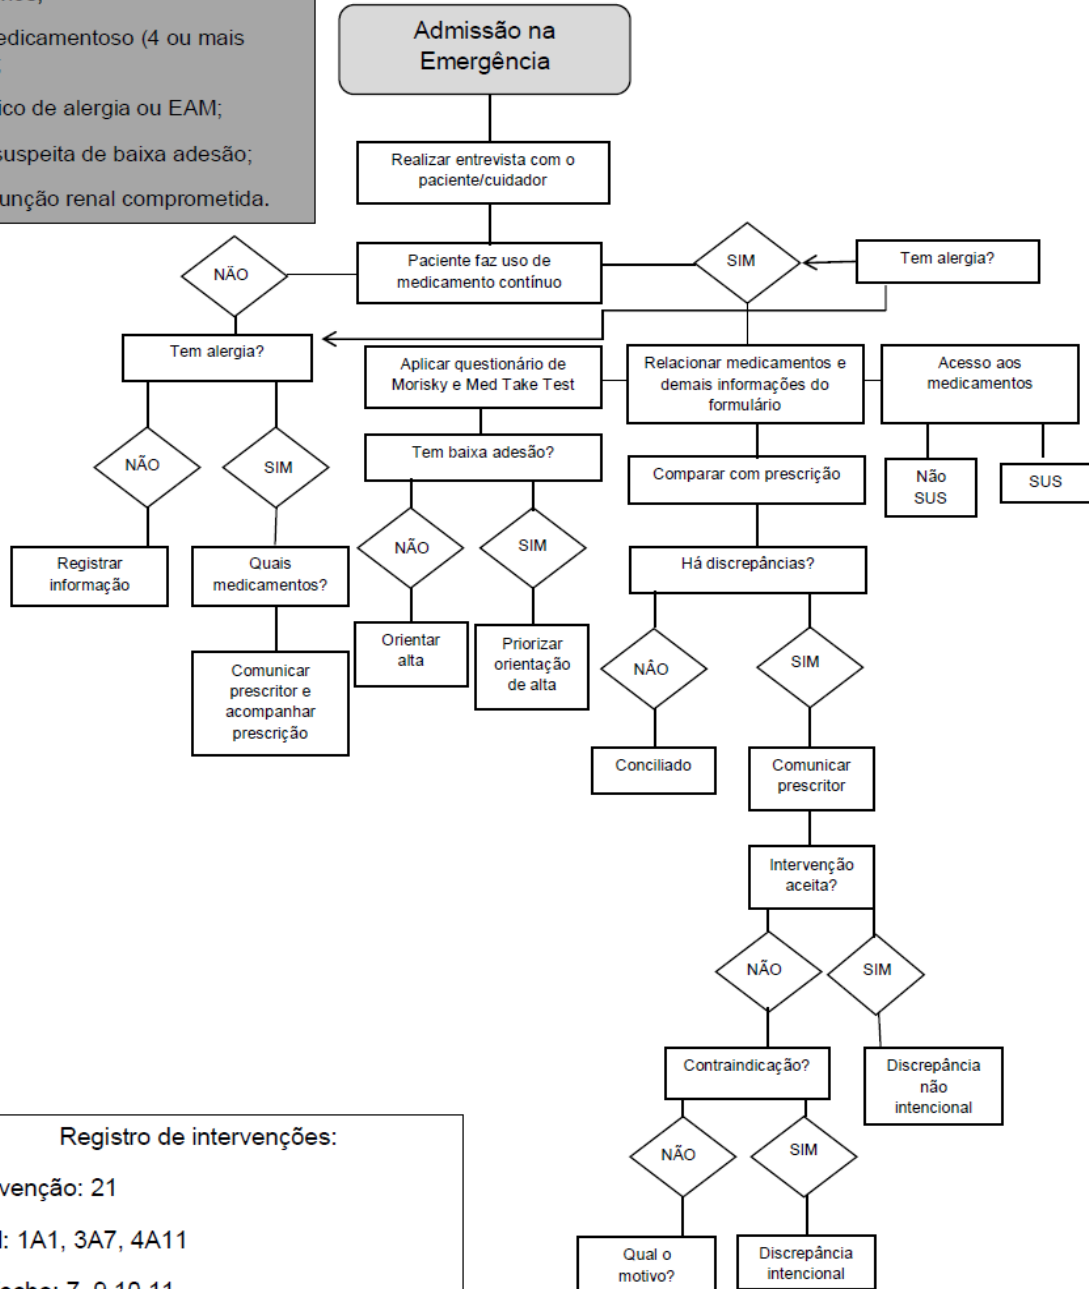 edicamentoso (4 ou mais
ico de alergia ou EAM;
suspeita de baixa adesão;
unção renal comprometida.
Admissão na
Emergência
Realizar entrevista com o
paciente/cuidador
NÃO
Paciente faz uso de
medicamento contínuo
SIM
Tem alergia?
Tem alergia?
Aplicar questionário de
Morisky e Med Take Test
Relacionar medicamentos e
demais informações do
formulário
Acesso aos
medicamentos
NÃO
SIM
Tem baixa adesão?
Comparar com prescrição
Não
SUS
SUS
Registrar
informação
Quais
medicamentos?
NÃO
SIM
Há discrepâncias?
Comunicar
prescritor e
acompanhar
prescrição
Orientar
alta
Priorizar
orientação
de alta
NÂO
SIM
Conciliado
Comunicar
prescritor
Intervenção
aceita?
NÃO
SIM
Contraindicação?
Discrepância
não
intencional
NÃO
SIM
Qual o
motivo?
Discrepância
intencional
Registro de intervenções:
venção: 21
: 1A1, 3A7, 4A11